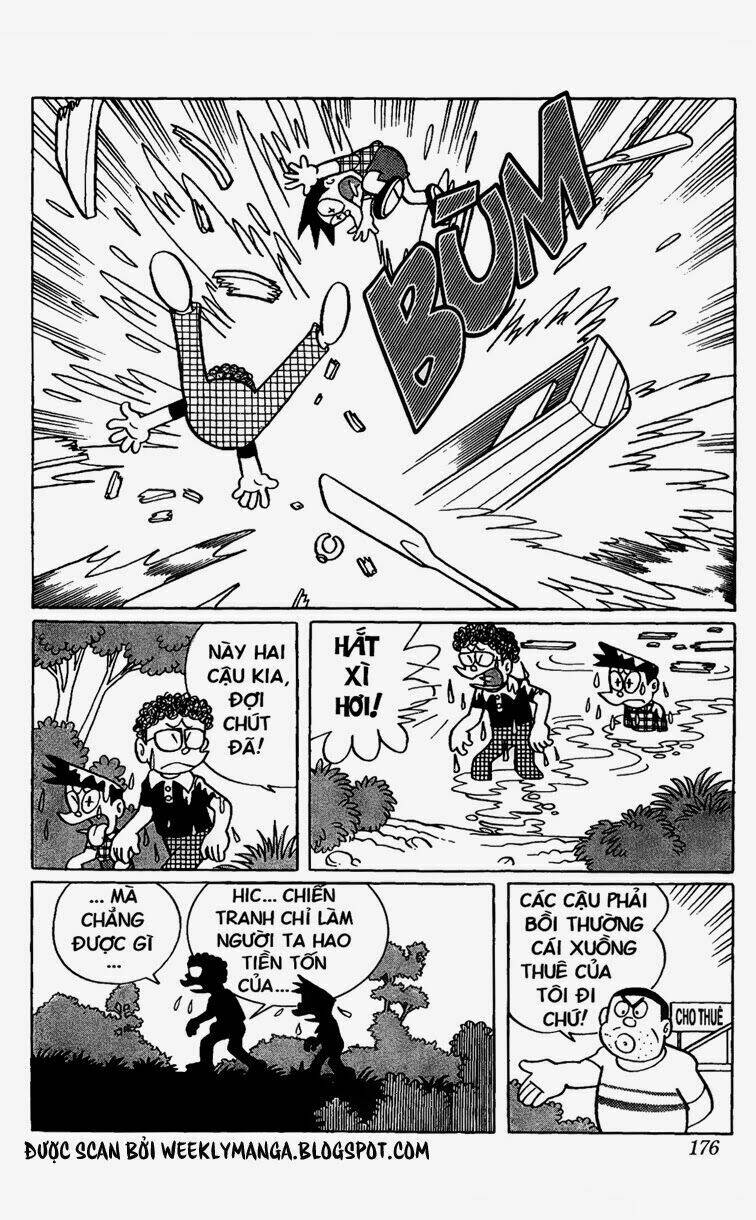 BÙM
HẮT
XÌ
HƠI!
NÀY HAI
CẬU KIA,
ĐỢI
CHÚT
ĐÃ!
CÁC CẬU PHẢI
BỒI THƯỜNG
CÁI XUỒNG
THUÊ CỦA
TÔI ĐI
CHỨ!
CHO THUÊ
HIC... CHIẾN
TRANH CHỈ LÀM
NGƯỜI TA HAO
TIỀN TỐN
CỦA....
... MÀ
CHẲNG
ĐƯỢC GÌ
...
ĐƯỢC SCAN BỞI WEEKLYMANGA.BLOGSPOT.COM
176